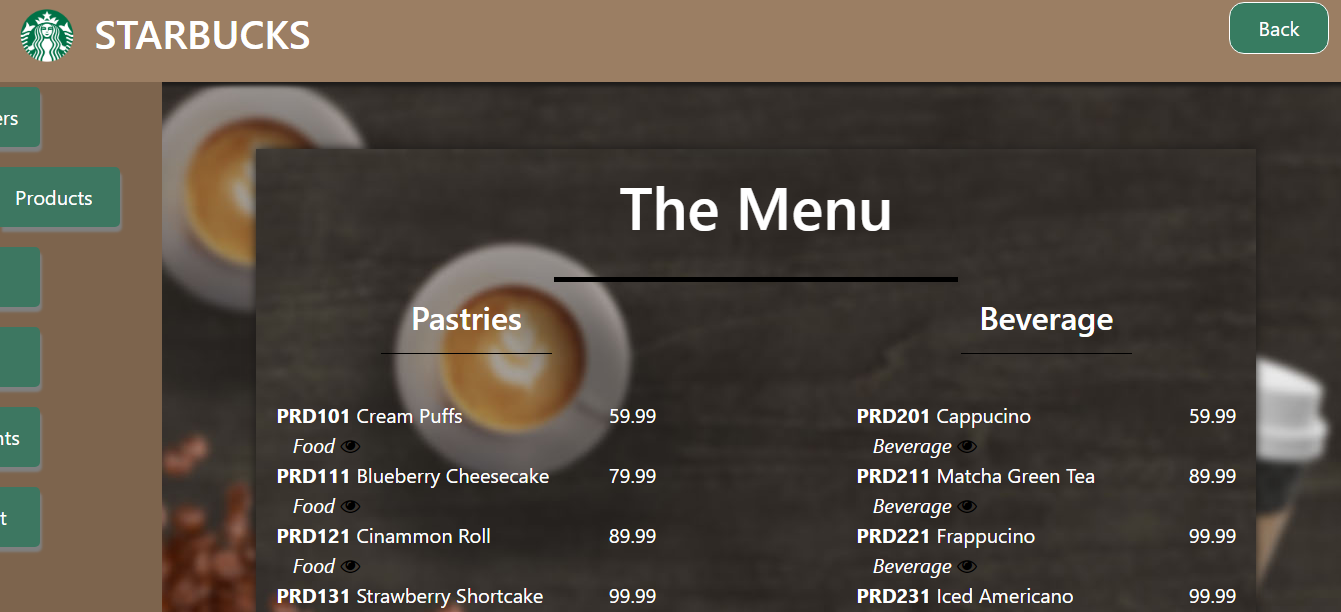 STARBUCKS
Back
ers
Products
nts
t
The Menu
Pastries
PRD101 Cream Puffs 59.99
Food
PRD111 Blueberry Cheesecake 79.99
Food
PRD121 Cinammon Roll 89.99
Food
PRD131 Strawberry Shortcake 99.99
Beverage
PRD201 Cappucino 59.99
Beverage
PRD211 Matcha Green Tea 89.99
Beverage
PRD221 Frappucino 99.99
Beverage
PRD231 Iced Americano 99.99